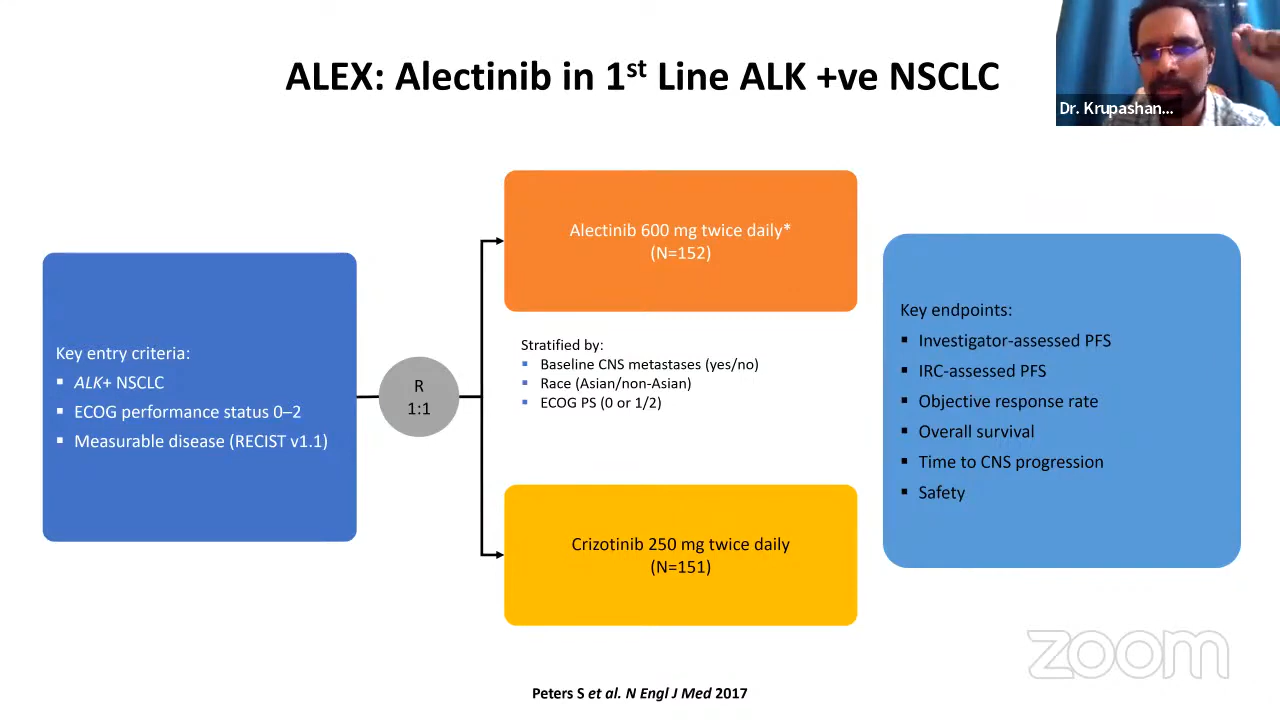 ALEX: Alectinib in 1st Line ALK +ve NSCLC
Dr. Krupashan...
Key entry criteria:
▪ ALK+ NSCLC
▪ ECOG performance status 0–2
▪ Measurable disease (RECIST v1.1)
R
1:1
Alectinib 600 mg twice daily*
(N=152)
Stratified by:
▪ Baseline CNS metastases (yes/no)
▪ Race (Asian/non-Asian)
▪ ECOG PS (0 or 1/2)
Crizotinib 250 mg twice daily
(N=151)
Key endpoints:
▪ Investigator-assessed PFS
▪ IRC-assessed PFS
▪ Objective response rate
▪ Overall survival
▪ Time to CNS progression
▪ Safety
zoom
Peters S et al. N Engl J Med 2017